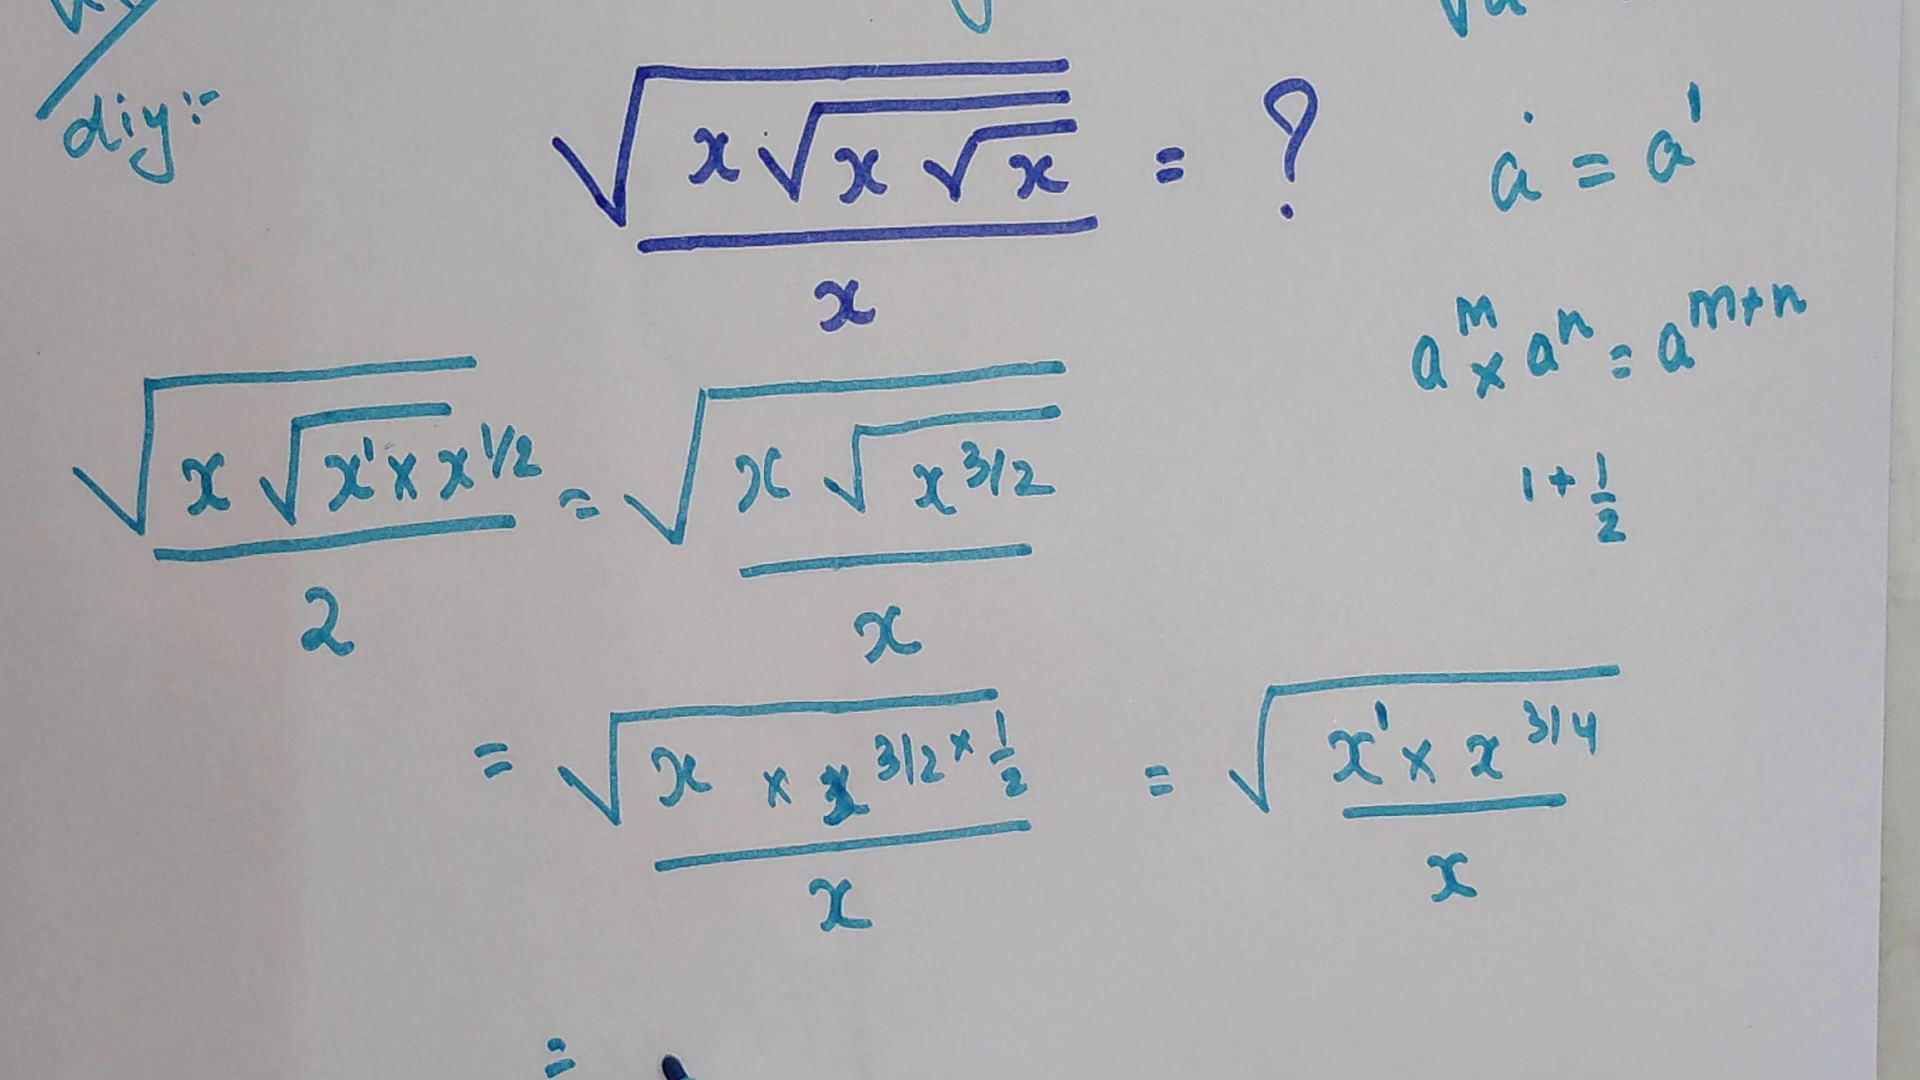 diy:-
√(x√(x√x)) / x = ?
a = a¹
aᵐ × aⁿ = aᵐ⁺ⁿ
√(x√(x¹ × x^1/2)) / 2 = √(x√(x^3/2)) / x
1 + 1/2
= √(x × x^(3/2 × 1/2)) / x = √(x¹ × x^3/4) / x
=